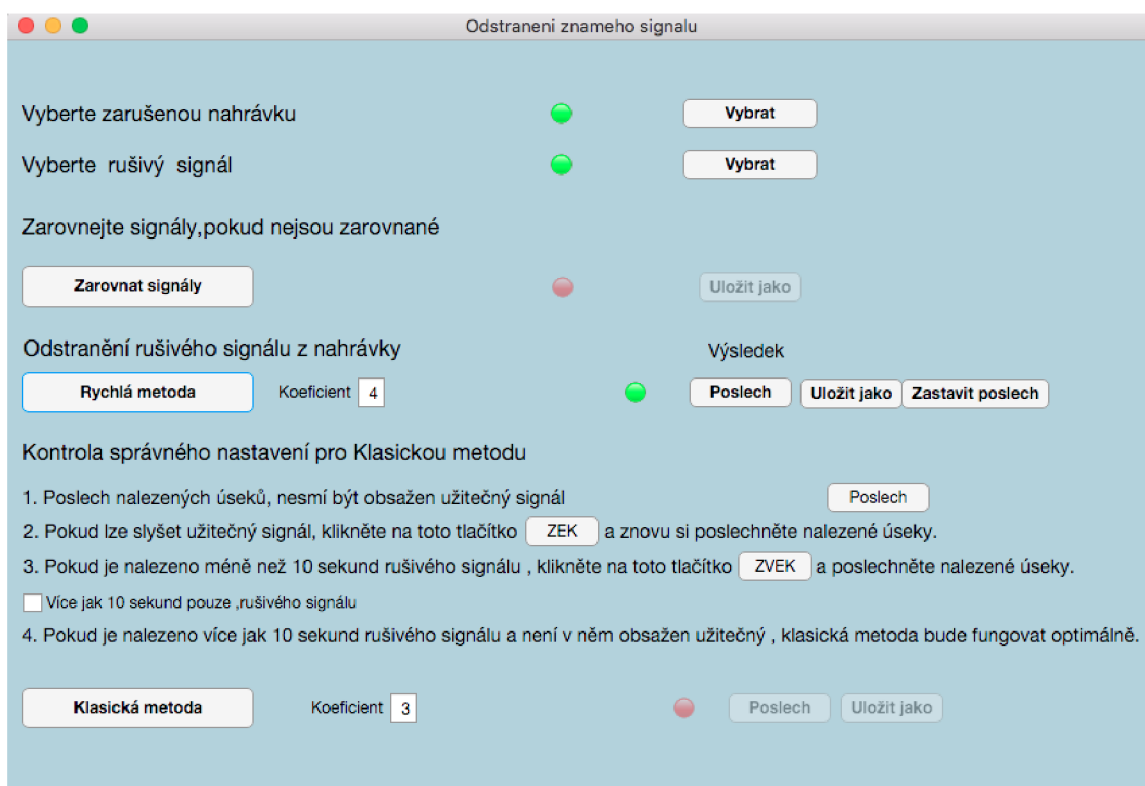 Odstraneni znameho signalu
Vyberte zarušenou nahrávku Vybrat
Vyberte rušivý signál Vybrat
Zarovnejte signály,pokud nejsou zarovnané
Zarovnat signály Uložit jako
Odstranění rušivého signálu z nahrávky Výsledek
Rychlá metoda Koeficient 4 Poslech Uložit jako Zastavit poslech
Kontrola správného nastavení pro Klasickou metodu
1. Poslech nalezených úseků, nesmí být obsažen užitečný signál Poslech
2. Pokud lze slyšet užitečný signál, klikněte na toto tlačítko ZEK a znovu si poslechněte nalezené úseky.
3. Pokud je nalezeno méně než 10 sekund rušivého signálu , klikněte na toto tlačítko ZVEK a poslechněte nalezené úseky.
Více jak 10 sekund pouze ,rušivého signálu
4. Pokud je nalezeno více jak 10 sekund rušivého signálu a není v něm obsažen užitečný , klasická metoda bude fungovat optimálně.
Klasická metoda Koeficient 3 Poslech Uložit jako